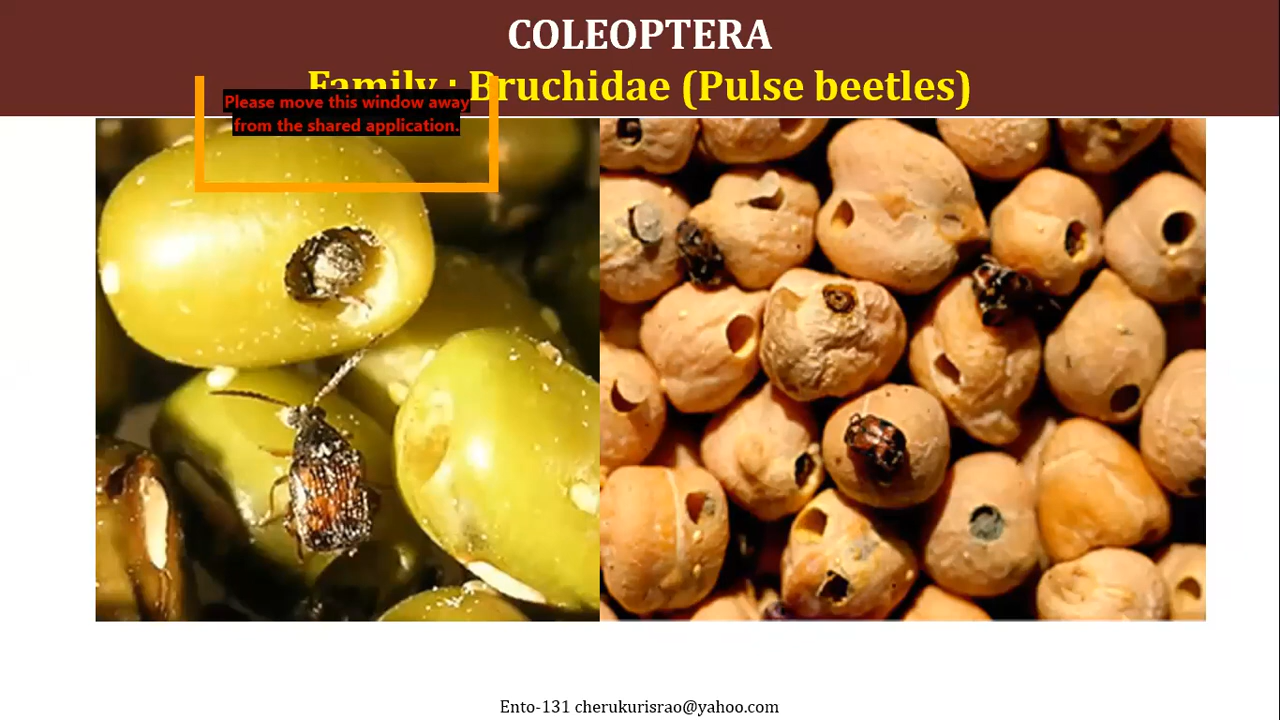 COLEOPTERA
Family : Bruchidae (Pulse beetles)
Please move this window away
from the shared application.
Ento-131 cherukurisrao@yahoo.com